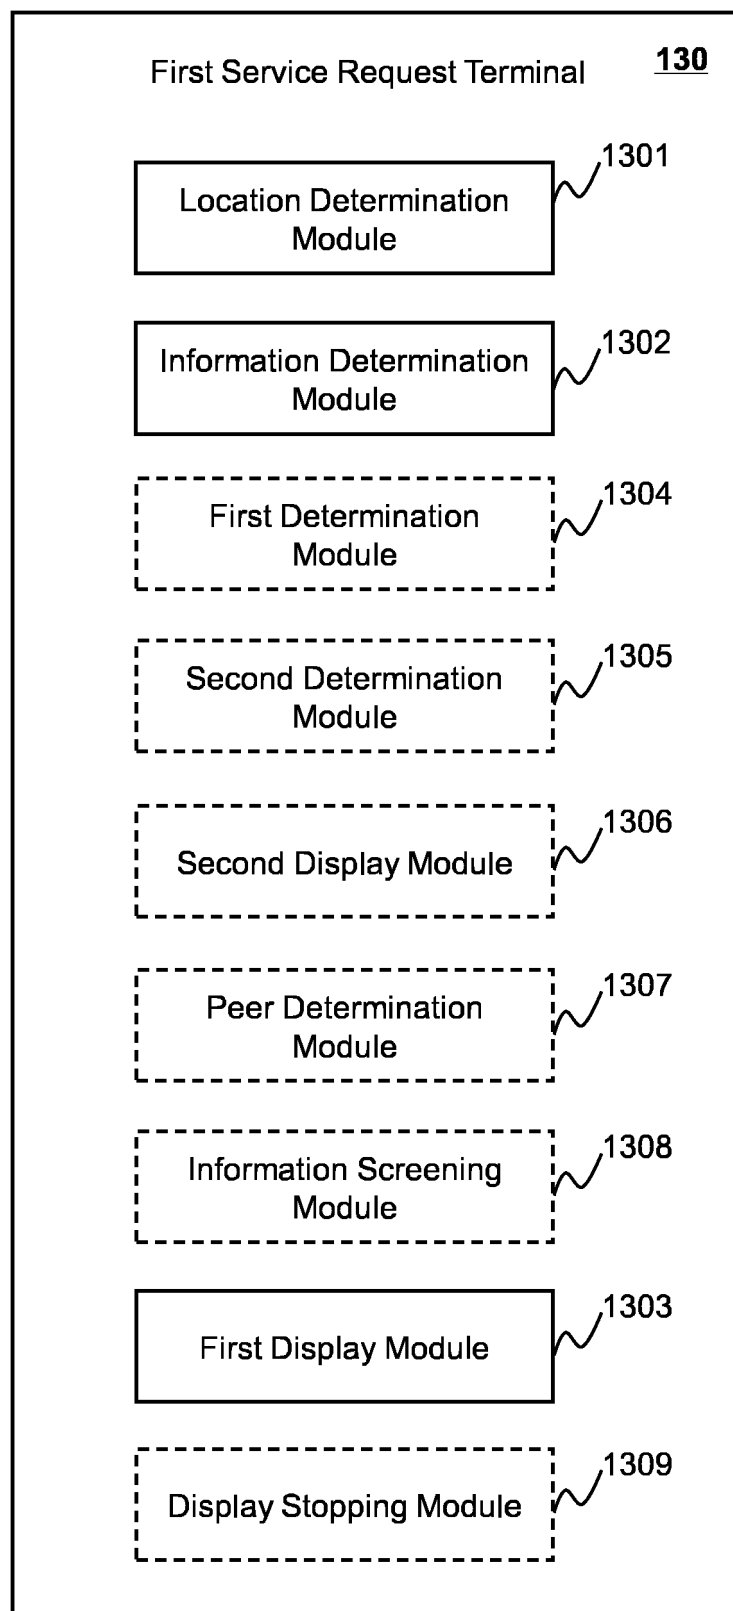 First Service Request Terminal
130
1301
Location Determination
Module
1302
Information Determination
Module
1304
First Determination
Module
1305
Second Determination
Module
1306
Second Display Module
1307
Peer Determination
Module
1308
Information Screening
Module
1303
First Display Module
1309
Display Stopping Module